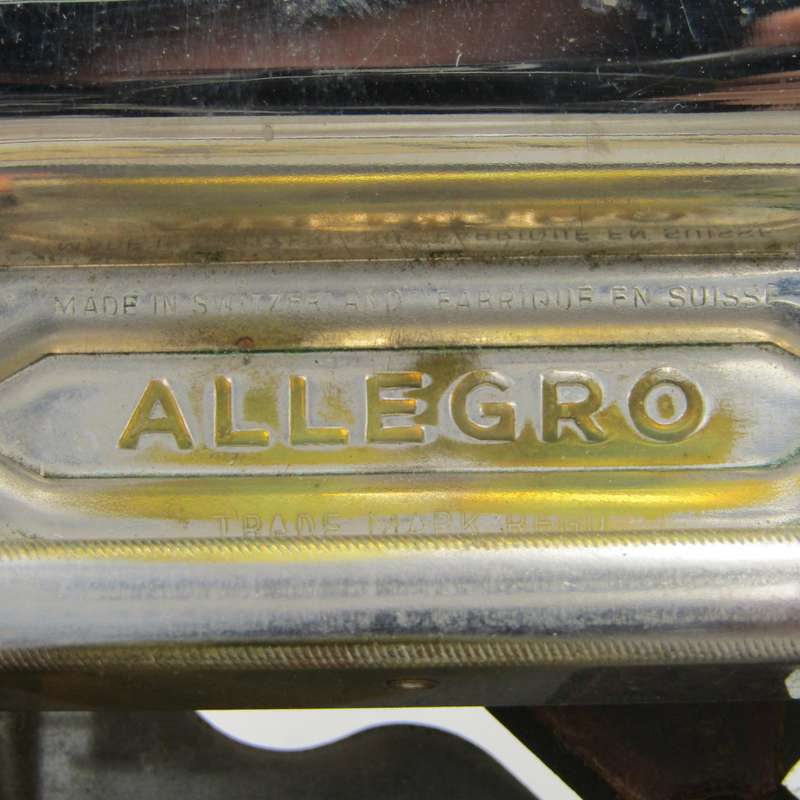 MADE IN SWITZERLAND FABRIQUE EN SUISSE
ALLEGRO
TRADE MARK REGD